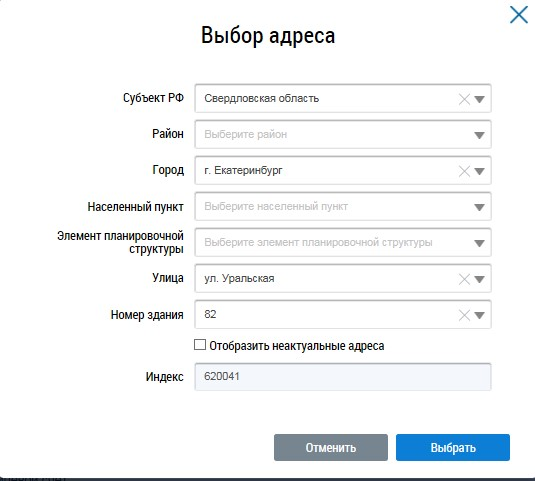 Выбор адреса
Субъект РФ Свердловская область
Район Выберите район
Город г. Екатеринбург
Населенный пункт Выберите населенный пункт
Элемент планировочной
структуры Выберите элемент планировочной структуры
Улица ул. Уральская
Номер здания 82
Отобразить неактуальные адреса
Индекс 620041
Отменить Выбрать